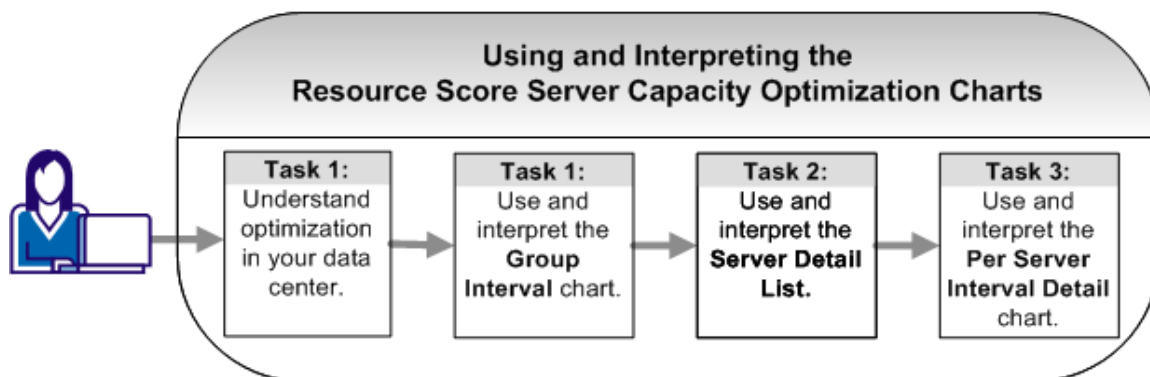 Using and Interpreting the
Resource Score Server Capacity Optimization Charts
Task 1:
Understand
optimization
in your data
center.
Task 1:
Use and
interpret the
Group
Interval chart.
Task 2:
Use and
interpret the
Server Detail
List.
Task 3:
Use and
interpret the
Per Server
Interval Detail
chart.